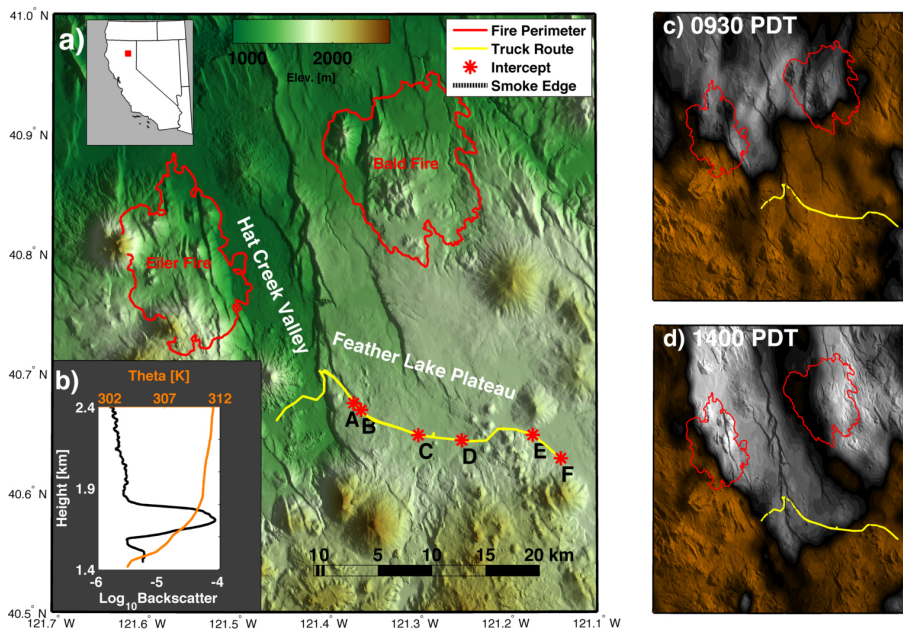 a)
1000 2000
Elev. [m]
Fire Perimeter
Truck Route
Intercept
Smoke Edge
41.0° N
40.9° N
40.8° N
40.7° N
40.6° N
40.5° N
Bald Fire
Eiler Fire
Hat Creek Valley
Feather Lake Plateau
A
B
C
D
E
F
10 0 5 10 15 20 km
121.7° W 121.6° W 121.5° W 121.4° W 121.3° W 121.2° W 121.1° W
b)
Theta [K]
302 307 312
2.4
1.9
1.4
Height [km]
-6 -5 -4
Log10Backscatter
c) 0930 PDT
d) 1400 PDT